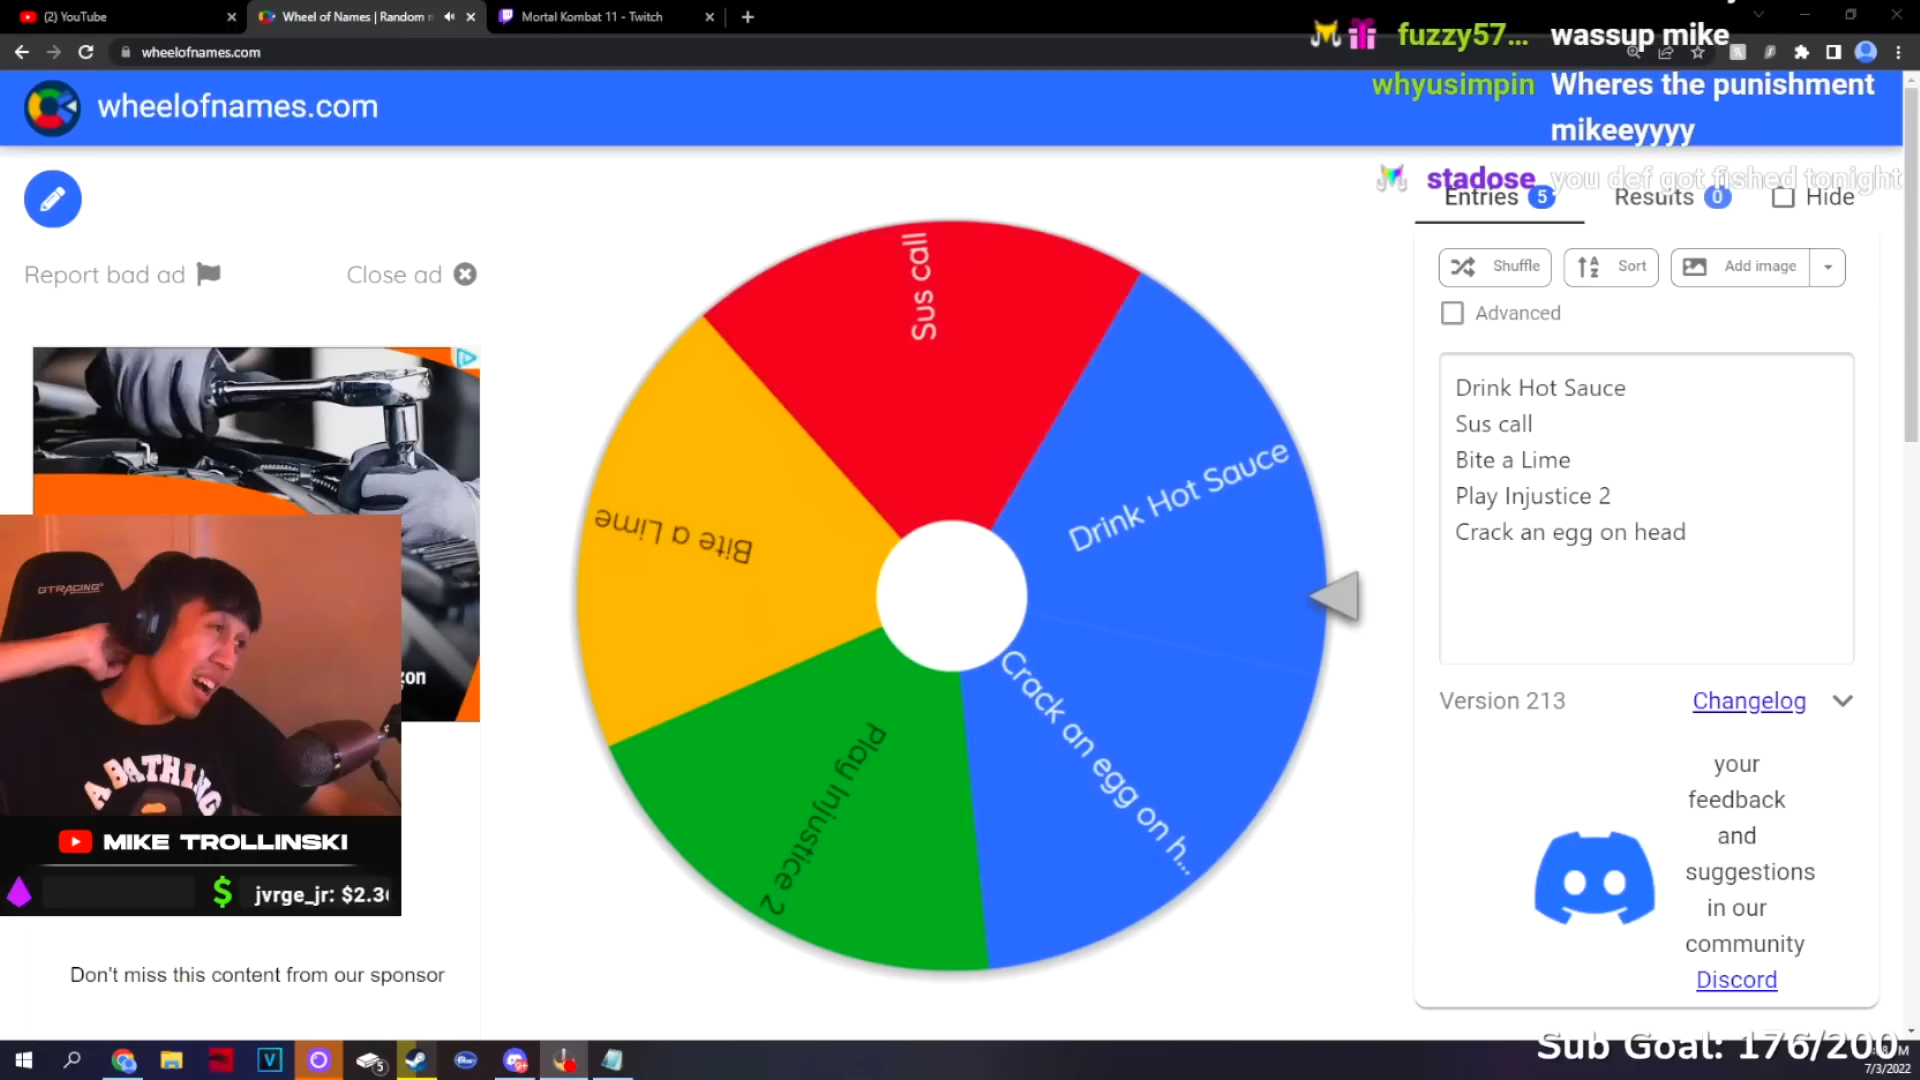 (2) YouTube
Wheel of Names | Random n
Mortal Kombat 11 - Twitch
wheelofnames.com
fuzzy57... wassup mike
whyusimpin Wheres the punishment
mikeeyyyy
stadose you def got fished tonight
wheelofnames.com
Entries 5
Results 0
Hide
Report bad ad
Close ad
Shuffle
Sort
Add image
Advanced
Drink Hot Sauce
Sus call
Bite a Lime
Play Injustice 2
Crack an egg on head
Sus call
Drink Hot Sauce
Bite a Lime
Crack an egg on h...
Play Injustice 2
Version 213
Changelog
your
feedback
and
suggestions
in our
community
Discord
GTRACING
A BATHING
MIKE TROLLINSKI
jvrge_jr: $2.3
Don't miss this content from our sponsor
Sub Goal: 176/200
7/3/2022